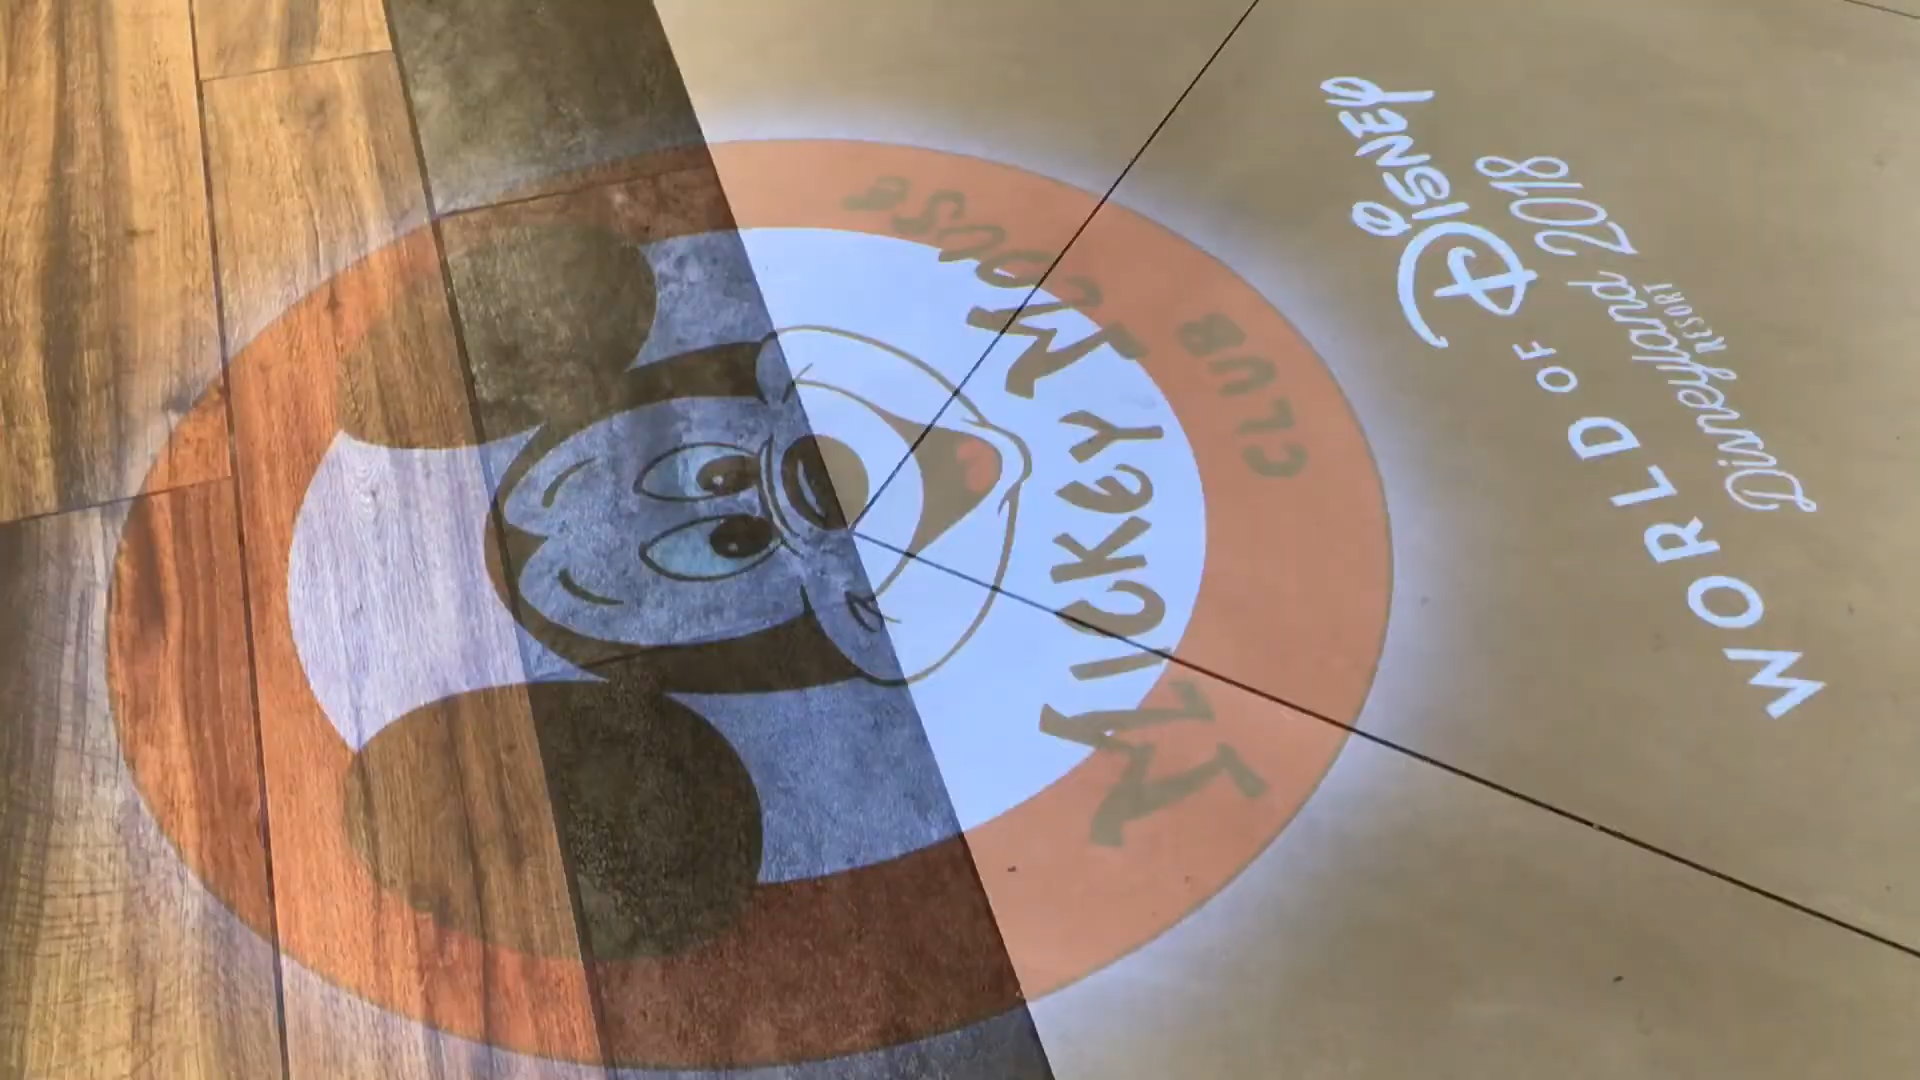 MICKEY MOUSE
CLUB
WORLD OF DISNEY
Disneyland 2018
RESORT